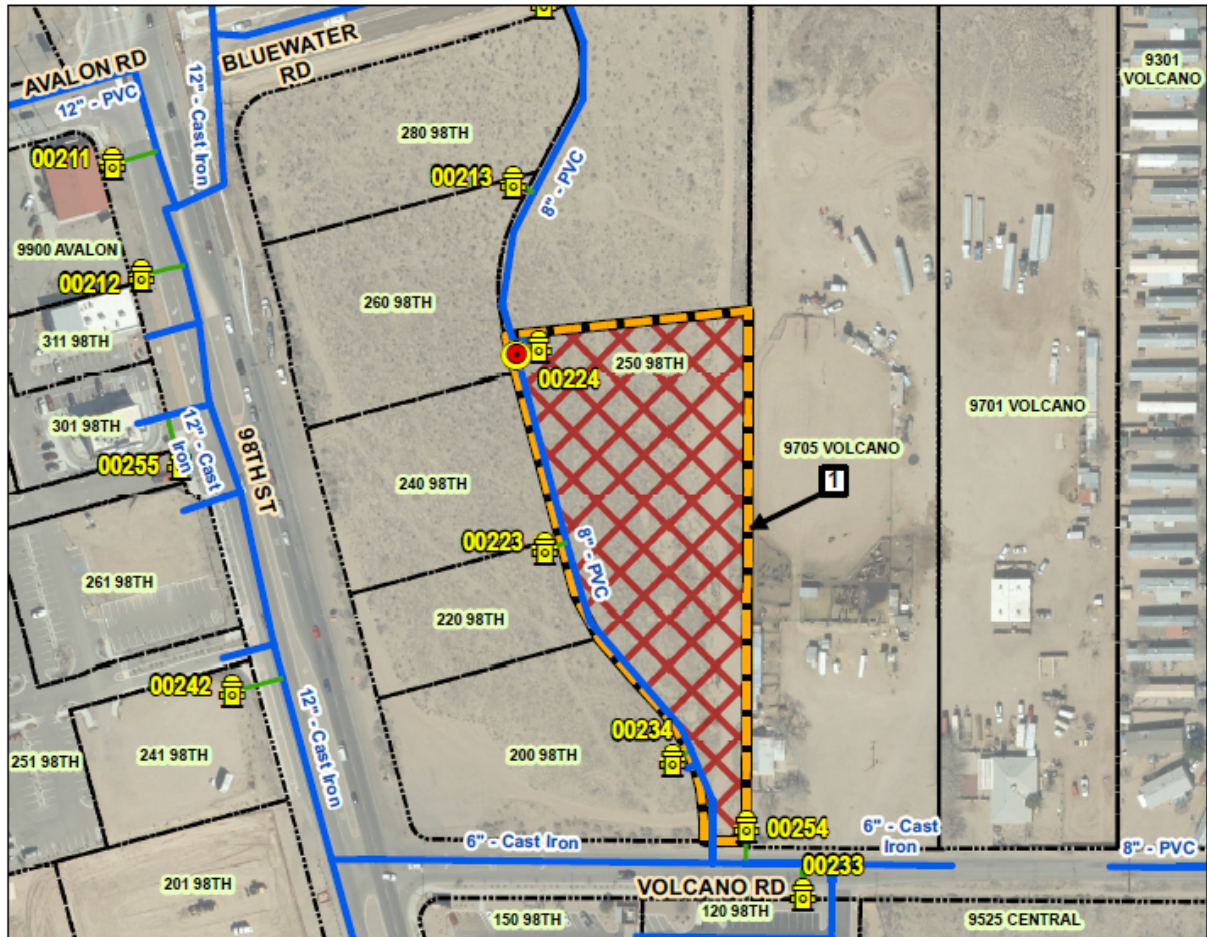 AVALON RD
12" - PVC
12" - Cast Iron
BLUEWATER
RD
9301
VOLCANO
280 98TH
00211
00213
8" - PVC
9900 AVALON
00212
260 98TH
311 98TH
250 98TH
00224
301 98TH
12" - Cast
Iron
98TH ST
9701 VOLCANO
9705 VOLCANO
1
00255
240 98TH
00223
8" - PVC
261 98TH
220 98TH
00242
12" - Cast Iron
00234
251 98TH
241 98TH
200 98TH
00254
6" - Cast Iron
6" - Cast
Iron
8" - PVC
00233
201 98TH
VOLCANO RD
150 98TH
120 98TH
9525 CENTRAL